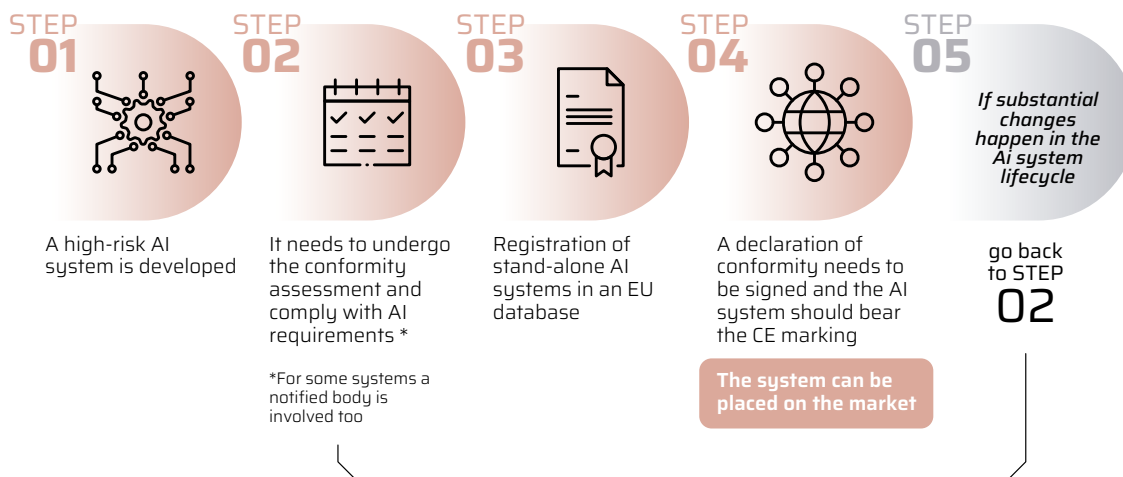 STEP
01
A high-risk AI
system is developed
STEP
02
It needs to undergo
the conformity
assessment and
comply with AI
requirements *
*For some systems a
notified body is
involved too
STEP
03
Registration of
stand-alone AI
systems in an EU
database
STEP
04
A declaration of
conformity needs to
be signed and the AI
system should bear
the CE marking
The system can be
placed on the market
STEP
05
If substantial
changes
happen in the
Ai system
lifecycle
go back
to STEP
02